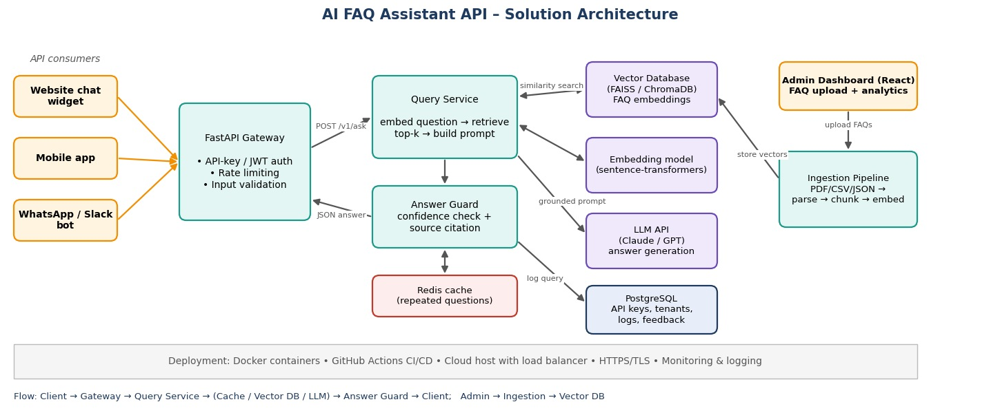 AI FAQ Assistant API – Solution Architecture
API consumers
Website chat
widget
Mobile app
WhatsApp / Slack
bot
FastAPI Gateway
• API-key / JWT auth
• Rate limiting
• Input validation
POST /v1/ask
JSON answer
Query Service
embed question → retrieve
top-k → build prompt
Answer Guard
confidence check +
source citation
Redis cache
(repeated questions)
similarity search
grounded prompt
log query
Vector Database
(FAISS / ChromaDB)
FAQ embeddings
Embedding model
(sentence-transformers)
LLM API
(Claude / GPT)
answer generation
PostgreSQL
API keys, tenants,
logs, feedback
store vectors
Admin Dashboard (React)
FAQ upload + analytics
upload FAQs
Ingestion Pipeline
PDF/CSV/JSON →
parse → chunk → embed
Deployment: Docker containers • GitHub Actions CI/CD • Cloud host with load balancer • HTTPS/TLS • Monitoring & logging
Flow: Client → Gateway → Query Service → (Cache / Vector DB / LLM) → Answer Guard → Client;   Admin → Ingestion → Vector DB